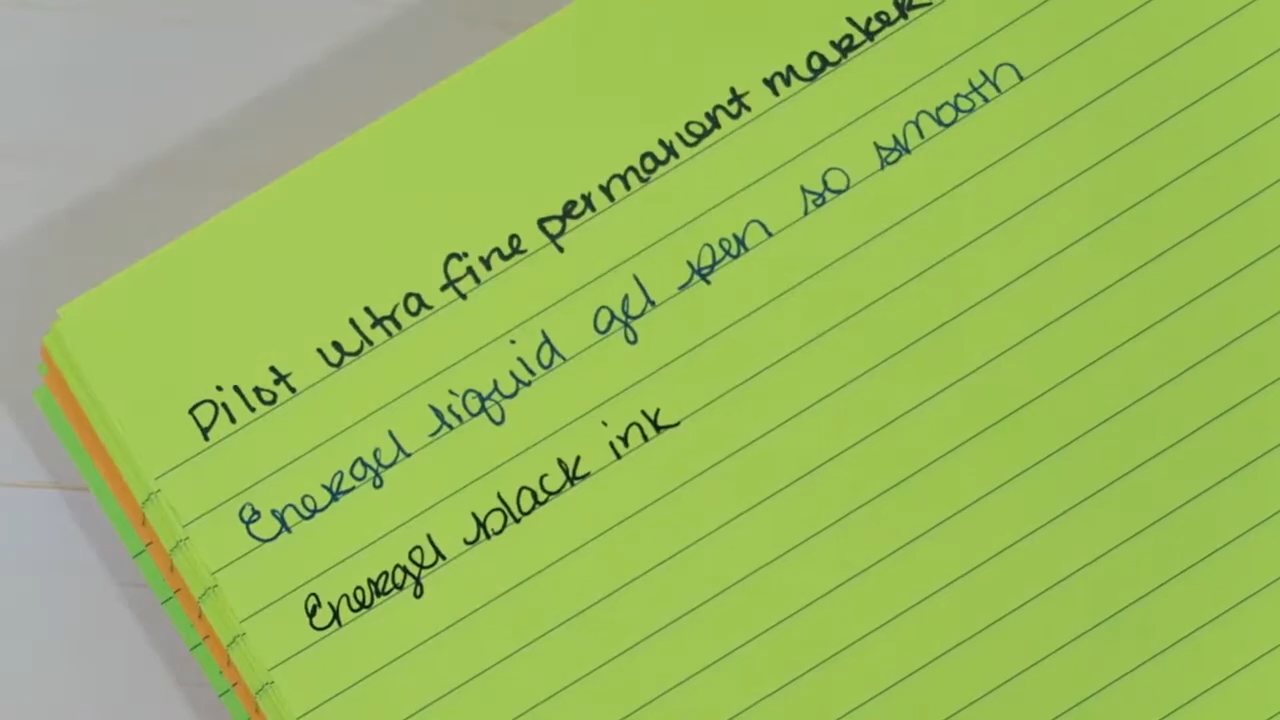 Pilot ultra fine permanent marker
Energel liquid gel pen so smooth
Energel black ink